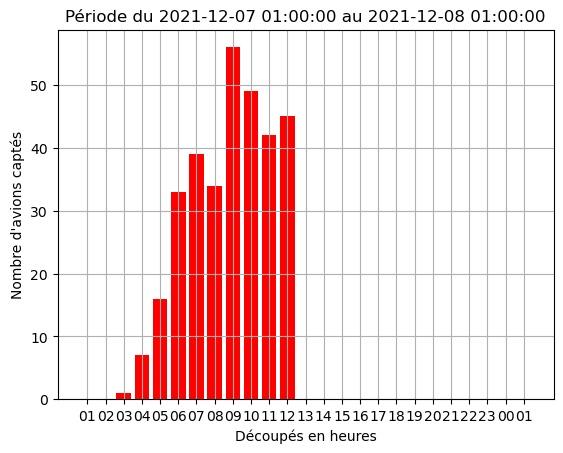 Période du 2021-12-07 01:00:00 au 2021-12-08 01:00:00
Nombre d'avions captés
50
40
30
20
10
0
01 02 03 04 05 06 07 08 09 10 11 12 13 14 15 16 17 18 19 20 21 22 23 00 01
Découpés en heures